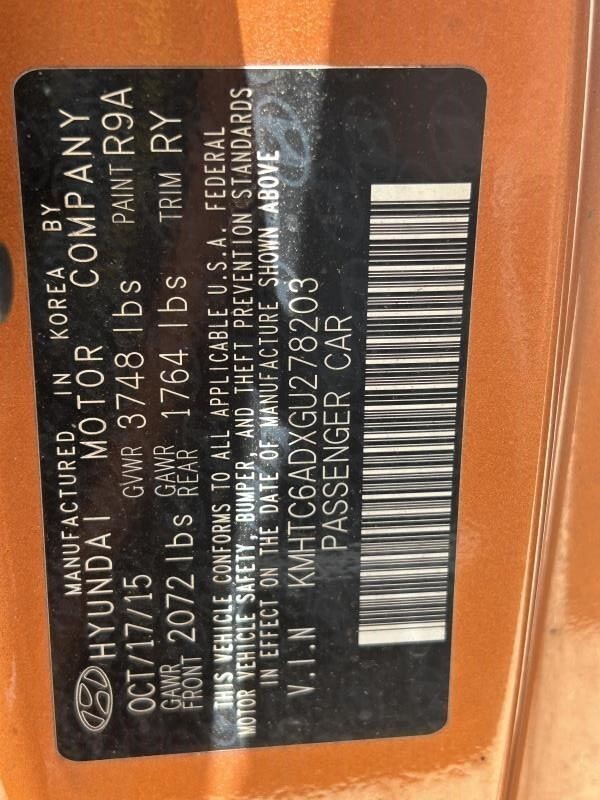 MANUFACTURED IN KOREA BY
HYUNDAI MOTOR COMPANY
OCT/17/15 GVWR 3748 lbs PAINT R9A
GAWR FRONT 2072 lbs GAWR REAR 1764 lbs TRIM RY
THIS VEHICLE CONFORMS TO ALL APPLICABLE U.S.A. FEDERAL
MOTOR VEHICLE SAFETY, BUMPER, AND THEFT PREVENTION STANDARDS
IN EFFECT ON THE DATE OF MANUFACTURE SHOWN ABOVE
V.I.N KMHTC6ADXGU278203
PASSENGER CAR